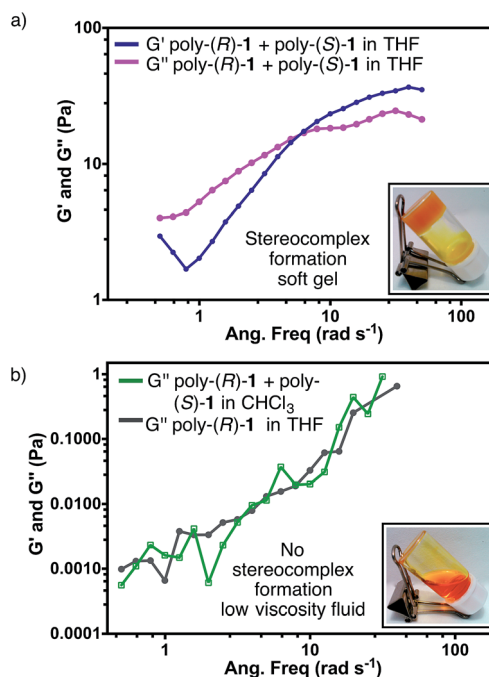 a)
G' poly-(R)-1 + poly-(S)-1 in THF
G" poly-(R)-1 + poly-(S)-1 in THF
100
10
1
G' and G" (Pa)
Stereocomplex
formation
soft gel
1
10
100
Ang. Freq (rad s-1)
b)
G" poly-(R)-1 + poly-
(S)-1 in CHCl3
G" poly-(R)-1 in THF
1
0.1000
0.0100
0.0010
0.0001
G' and G" (Pa)
No
stereocomplex
formation
low viscosity fluid
1
10
100
Ang. Freq (rad s-1)